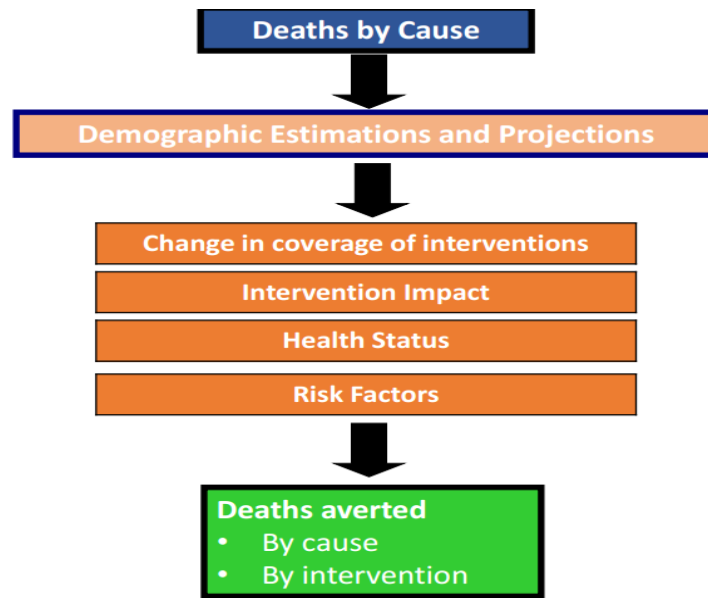 Deaths by Cause
Demographic Estimations and Projections
Change in coverage of interventions
Intervention Impact
Health Status
Risk Factors
Deaths averted
• By cause
• By intervention